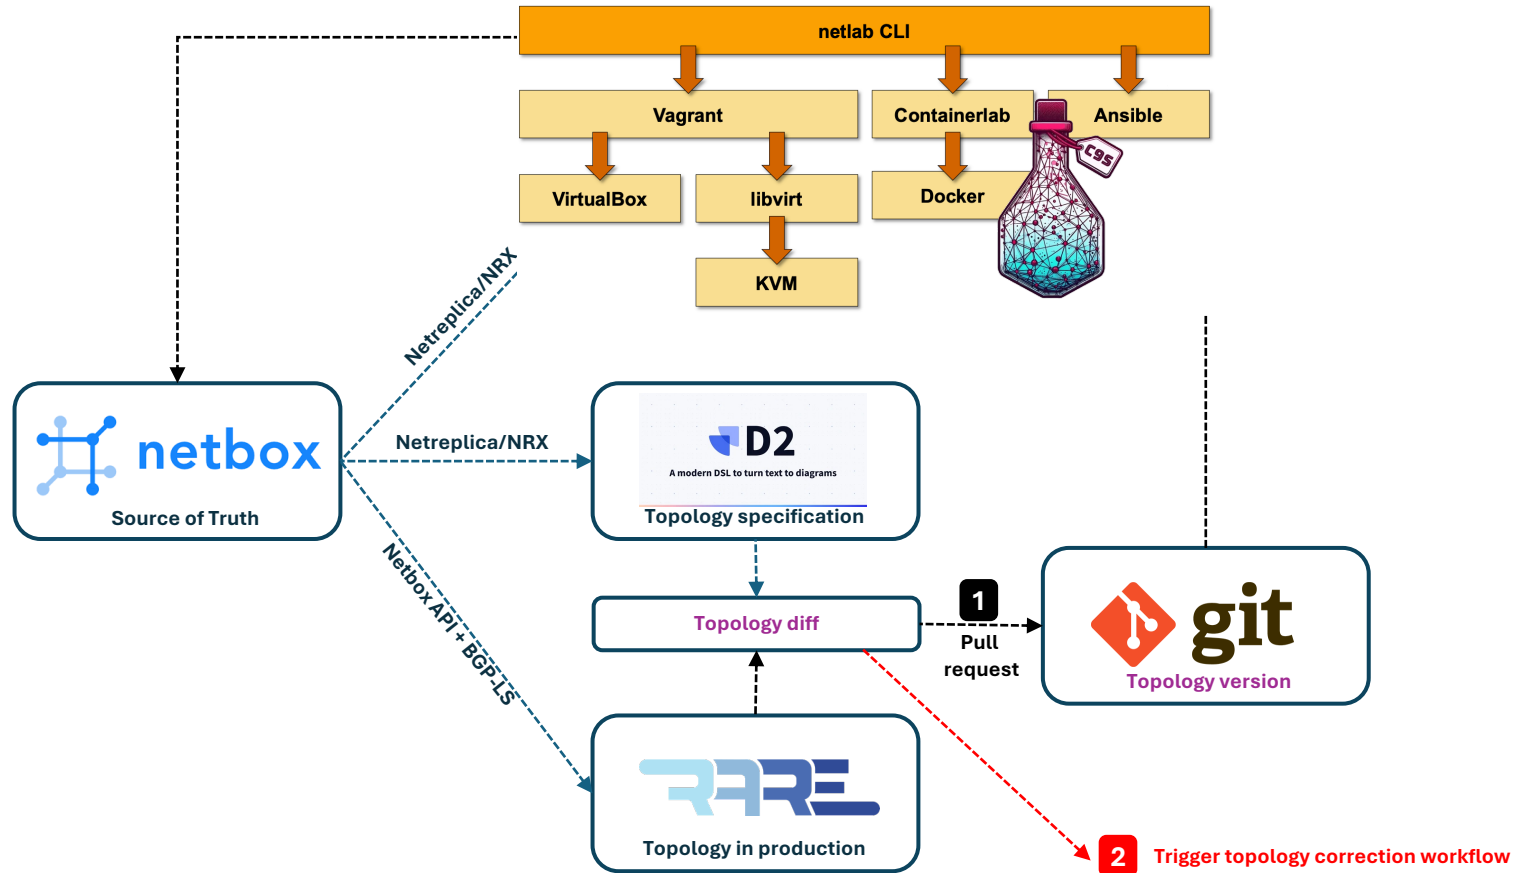 netlab CLI
Vagrant
Containerlab
Ansible
C9S
VirtualBox
libvirt
Docker
KVM
Netreplica/NRX
netbox
Source of Truth
Netreplica/NRX
D2
A modern DSL to turn text to diagrams
Topology specification
Netbox API + BGP-LS
Topology diff
1
Pull
request
git
Topology version
RARE
Topology in production
2 Trigger topology correction workflow